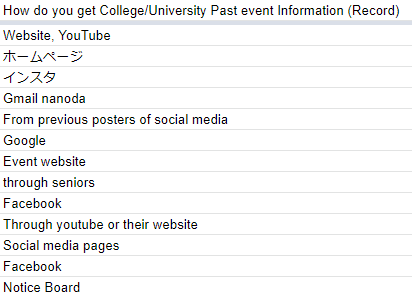 How do you get College/University Past event Information (Record)
Website, YouTube
ホームページ
インスタ
Gmail nanoda
From previous posters of social media
Google
Event website
through seniors
Facebook
Through youtube or their website
Social media pages
Facebook
Notice Board